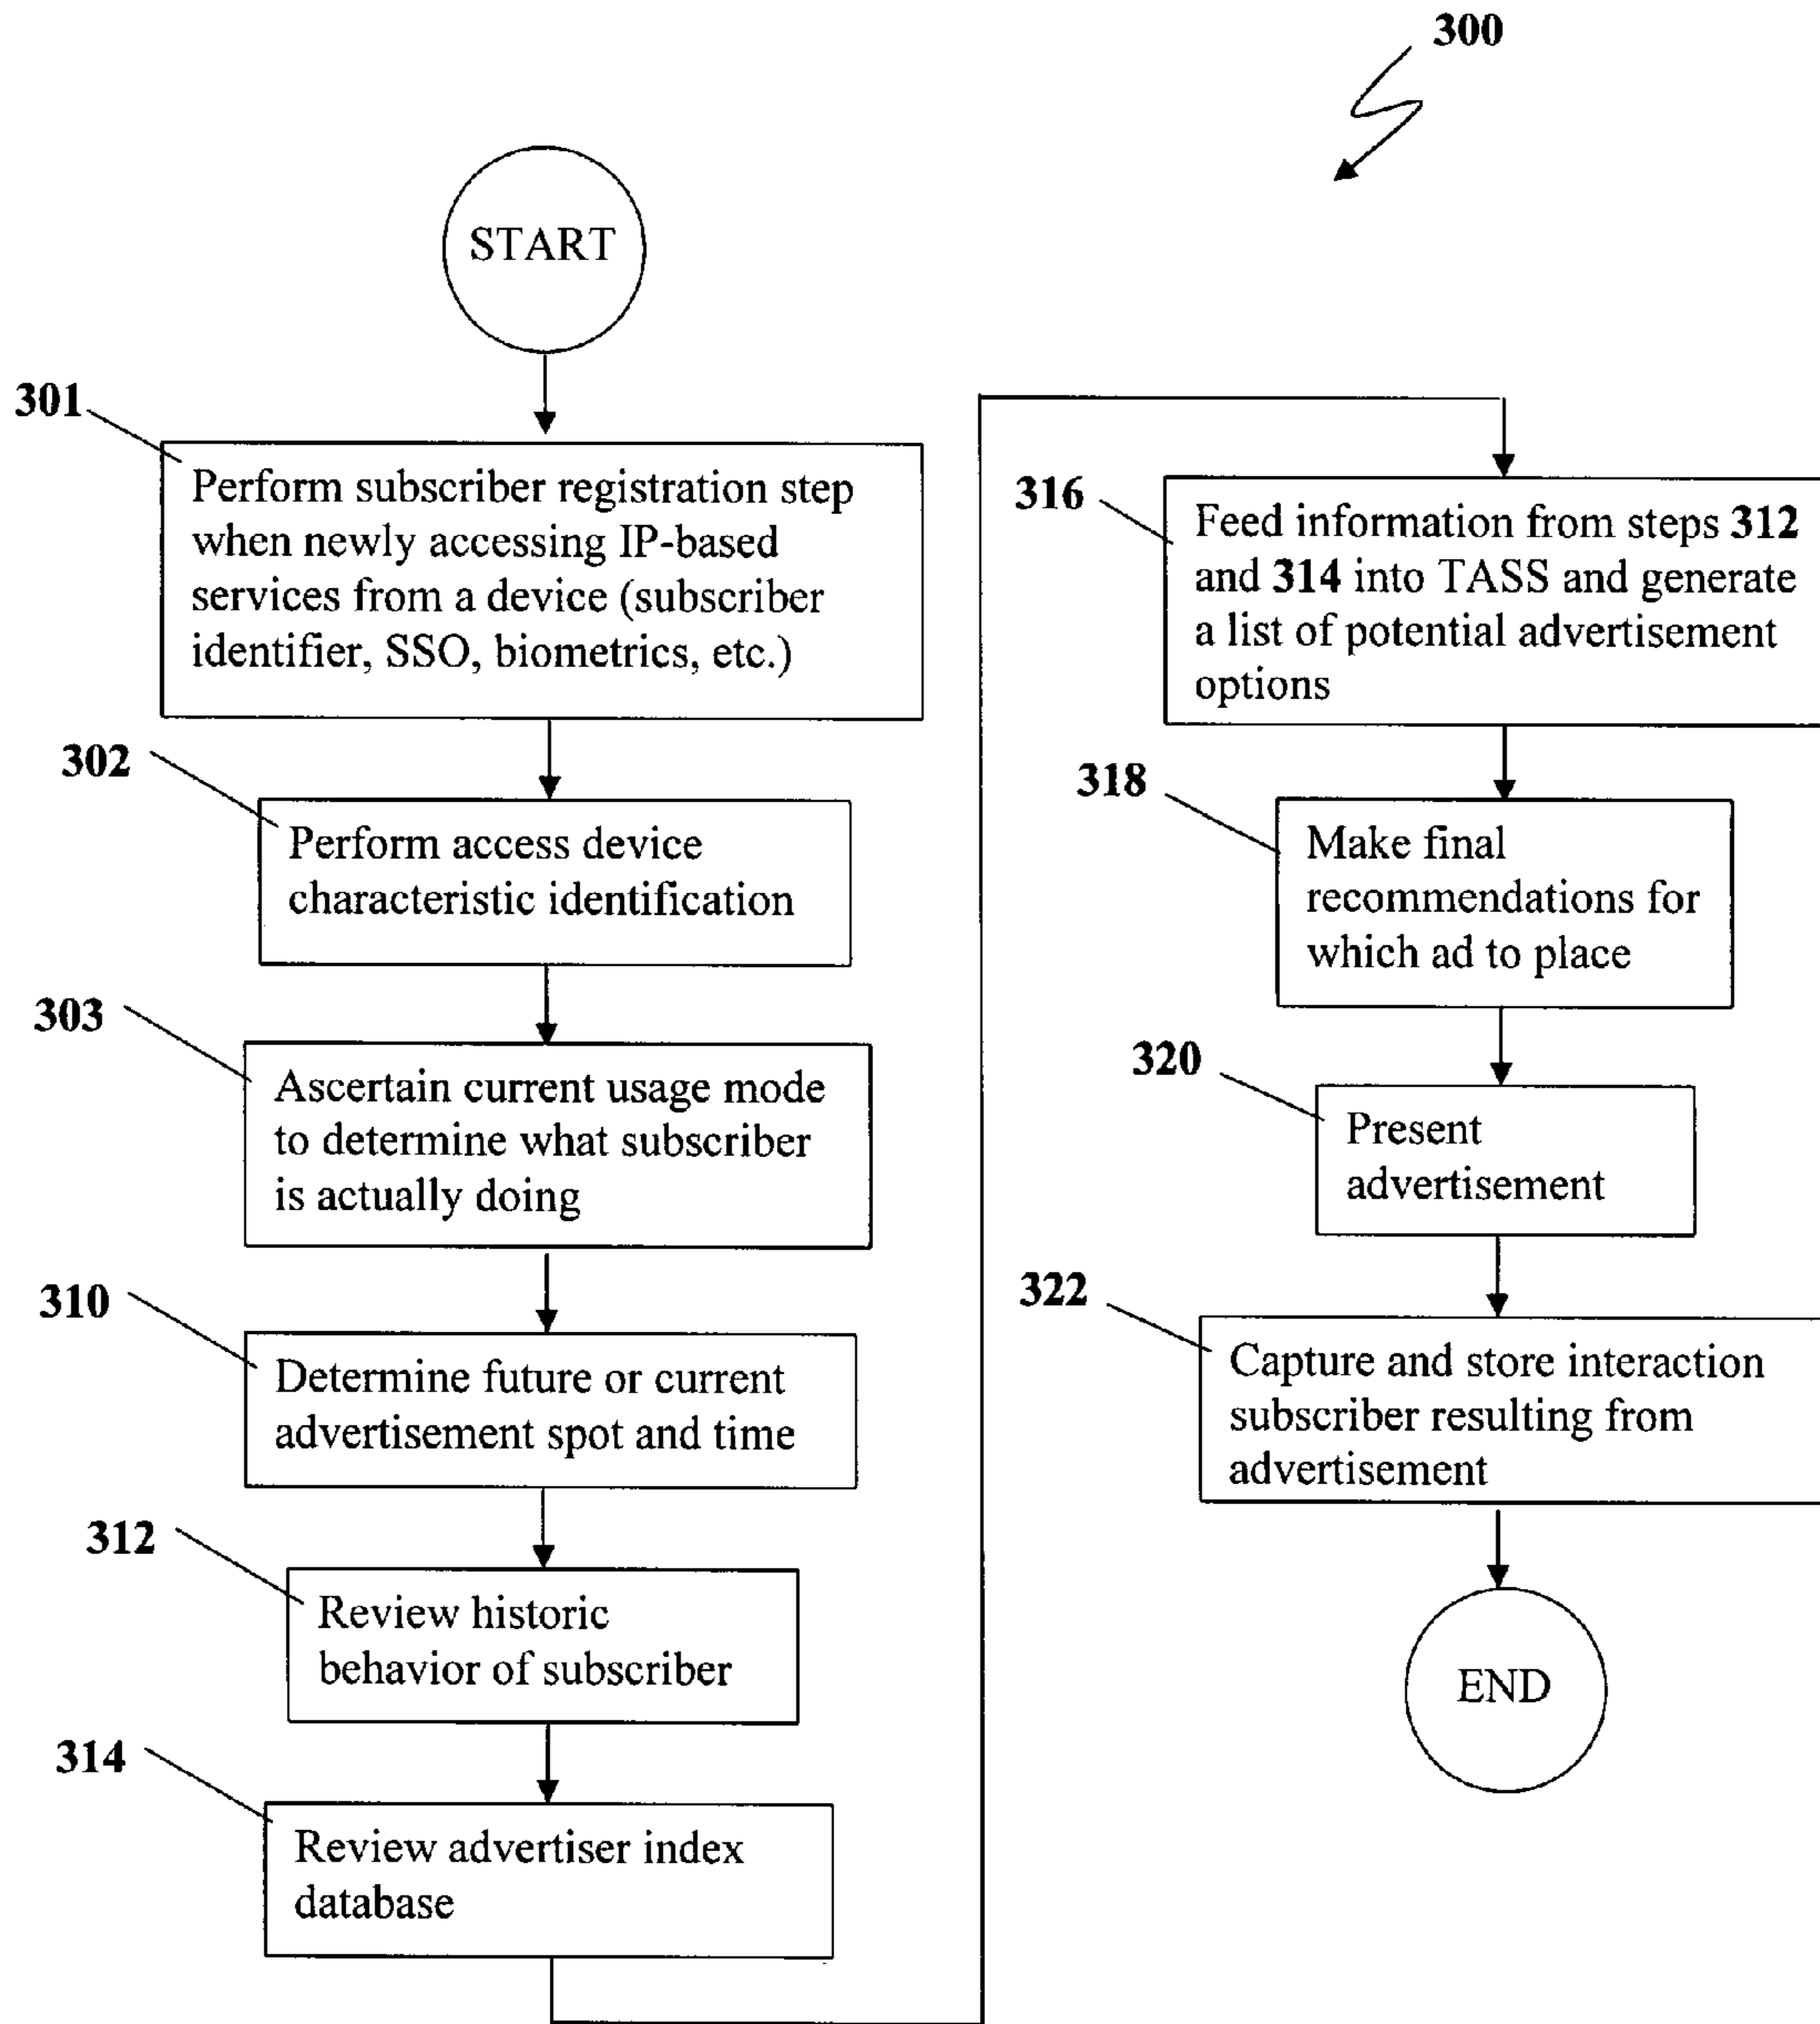 300
START
301
Perform subscriber registration step
when newly accessing IP-based
services from a device (subscriber
identifier, SSO, biometrics, etc.)
302
Perform access device
characteristic identification
303
Ascertain current usage mode
to determine what subscriber
is actually doing
310
Determine future or current
advertisement spot and time
312
Review historic
behavior of subscriber
314
Review advertiser index
database
316
Feed information from steps 312
and 314 into TASS and generate
a list of potential advertisement
options
318
Make final
recommendations for
which ad to place
320
Present
advertisement
322
Capture and store interaction
subscriber resulting from
advertisement
END